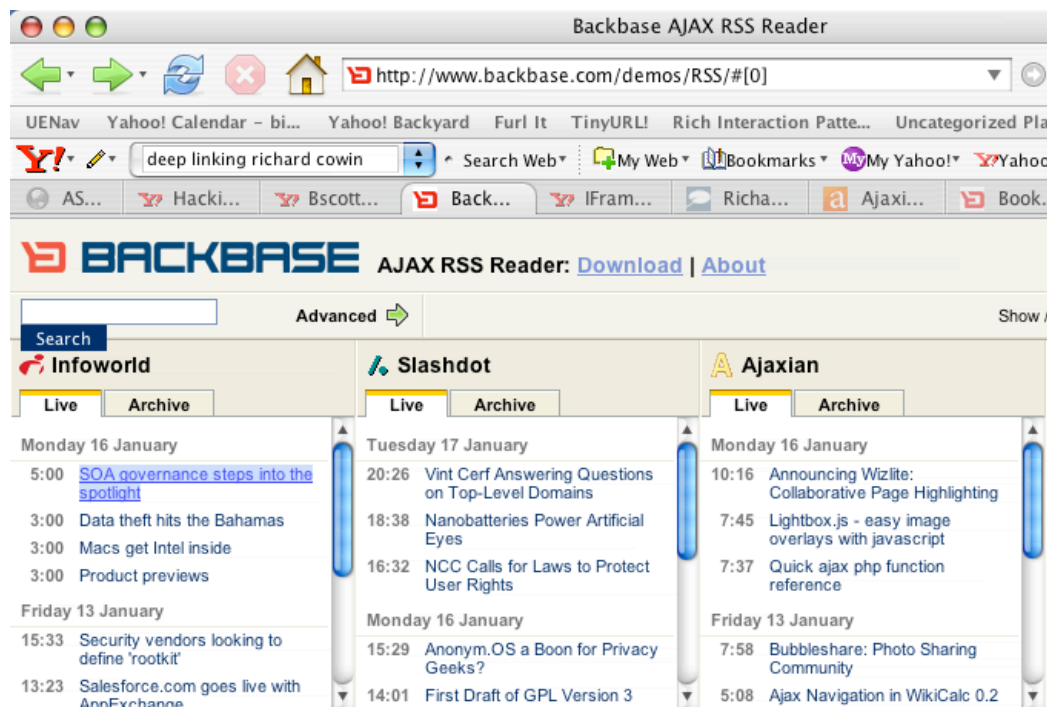 Backbase AJAX RSS Reader
http://www.backbase.com/demos/RSS/#[0]
UENav Yahoo! Calendar – bi... Yahoo! Backyard Furl It TinyURL! Rich Interaction Patte... Uncategorized Pla
Y! deep linking richard cowin Search Web My Web Bookmarks My My Yahoo! Y! Yahoo
AS... Hacki... Bscott... Back... IFram... Richa... Ajaxi... Book.
BACKBASE AJAX RSS Reader: Download | About
Advanced Show /
Search
Infoworld
Live Archive
Monday 16 January
5:00 SOA governance steps into the
spotlight
3:00 Data theft hits the Bahamas
3:00 Macs get Intel inside
3:00 Product previews
Friday 13 January
15:33 Security vendors looking to
define 'rootkit'
13:23 Salesforce.com goes live with
AppExchange
Slashdot
Live Archive
Tuesday 17 January
20:26 Vint Cerf Answering Questions
on Top-Level Domains
18:38 Nanobatteries Power Artificial
Eyes
16:32 NCC Calls for Laws to Protect
User Rights
Monday 16 January
15:29 Anonym.OS a Boon for Privacy
Geeks?
14:01 First Draft of GPL Version 3
Ajaxian
Live Archive
Monday 16 January
10:16 Announcing Wizlite:
Collaborative Page Highlighting
7:45 Lightbox.js - easy image
overlays with javascript
7:37 Quick ajax php function
reference
Friday 13 January
7:58 Bubbleshare: Photo Sharing
Community
5:08 Ajax Navigation in WikiCalc 0.2